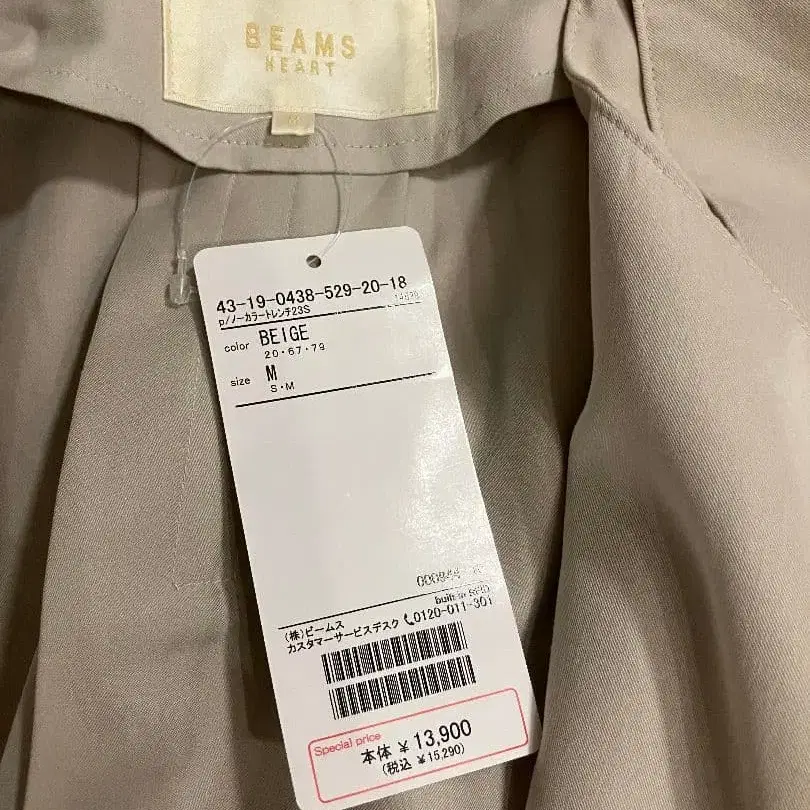 BEAMS
HEART
43-19-0438-529-20-18
p/ノーカラートレンチ23S
color BEIGE
20・67・79
size M
S・M
(株)ビームス
カスタマーサービスデスク 0120-011-301
Special price
本体 ¥ 13,900
(税込 ¥ 15,290)